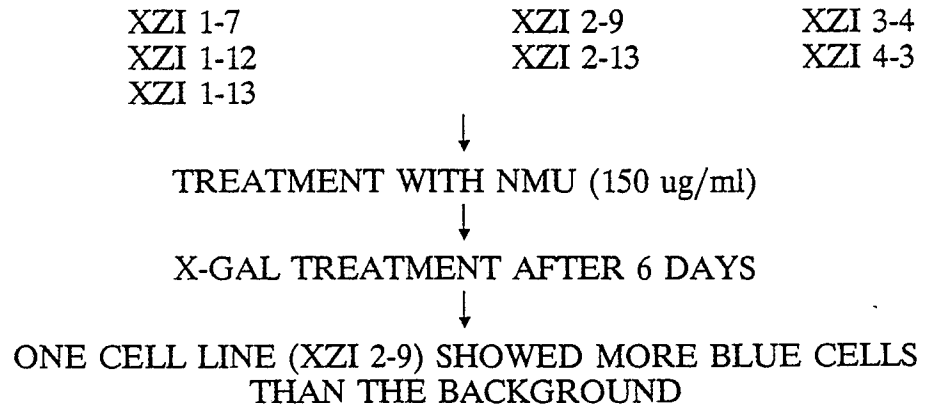 XZI 1-7 XZI 2-9 XZI 3-4
XZI 1-12 XZI 2-13 XZI 4-3
XZI 1-13
TREATMENT WITH NMU (150 ug/ml)
X-GAL TREATMENT AFTER 6 DAYS
ONE CELL LINE (XZI 2-9) SHOWED MORE BLUE CELLS
THAN THE BACKGROUND